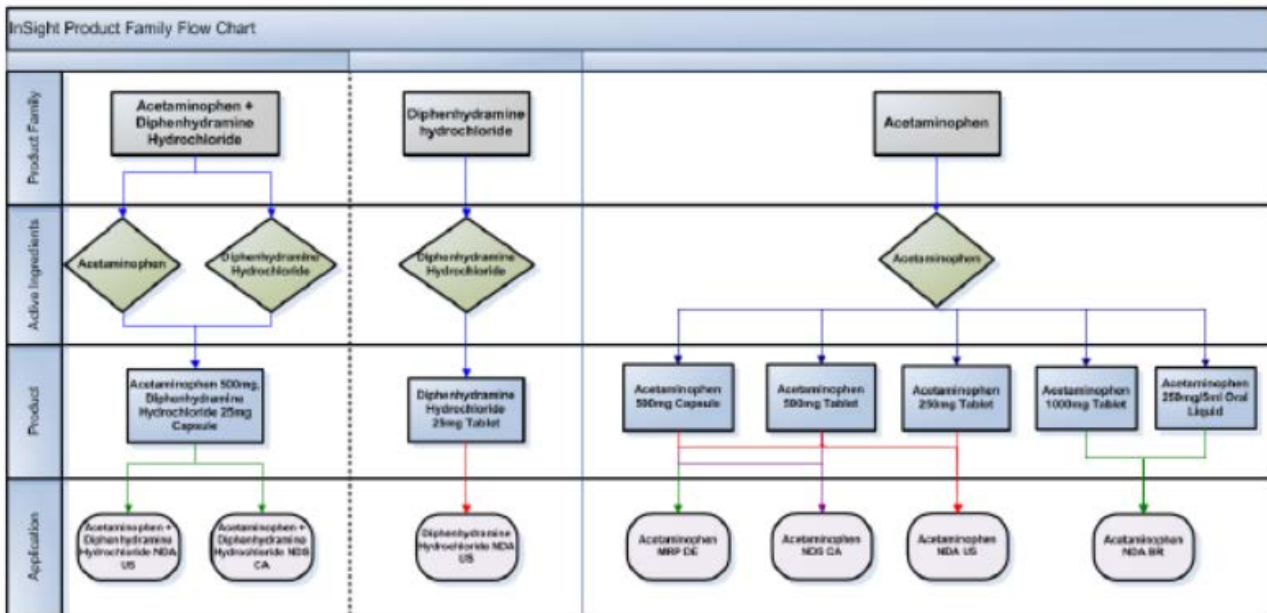 InSight Product Family Flow Chart
Product Family
Acetaminophen +
Diphenhydramine
Hydrochloride
Diphenhydramine
hydrochloride
Acetaminophen
Active Ingredients
Acetaminophen
Diphenhydramine
Hydrochloride
Diphenhydramine
Hydrochloride
Acetaminophen
Product
Acetaminophen 500mg,
Diphenhydramine
Hydrochloride 25mg
Capsule
Diphenhydramine
Hydrochloride
25mg Tablet
Acetaminophen
500mg Capsule
Acetaminophen
500mg Tablet
Acetaminophen
250mg Tablet
Acetaminophen
1000mg Tablet
Acetaminophen
250mg/5ml Oral
Liquid
Application
Acetaminophen +
Diphenhydramine
Hydrochloride NDA
US
Acetaminophen +
Diphenhydramine
Hydrochloride NDS
CA
Diphenhydramine
Hydrochloride NDA
US
Acetaminophen
MRP DE
Acetaminophen
NDS CA
Acetaminophen
NDA US
Acetaminophen
NDA BR